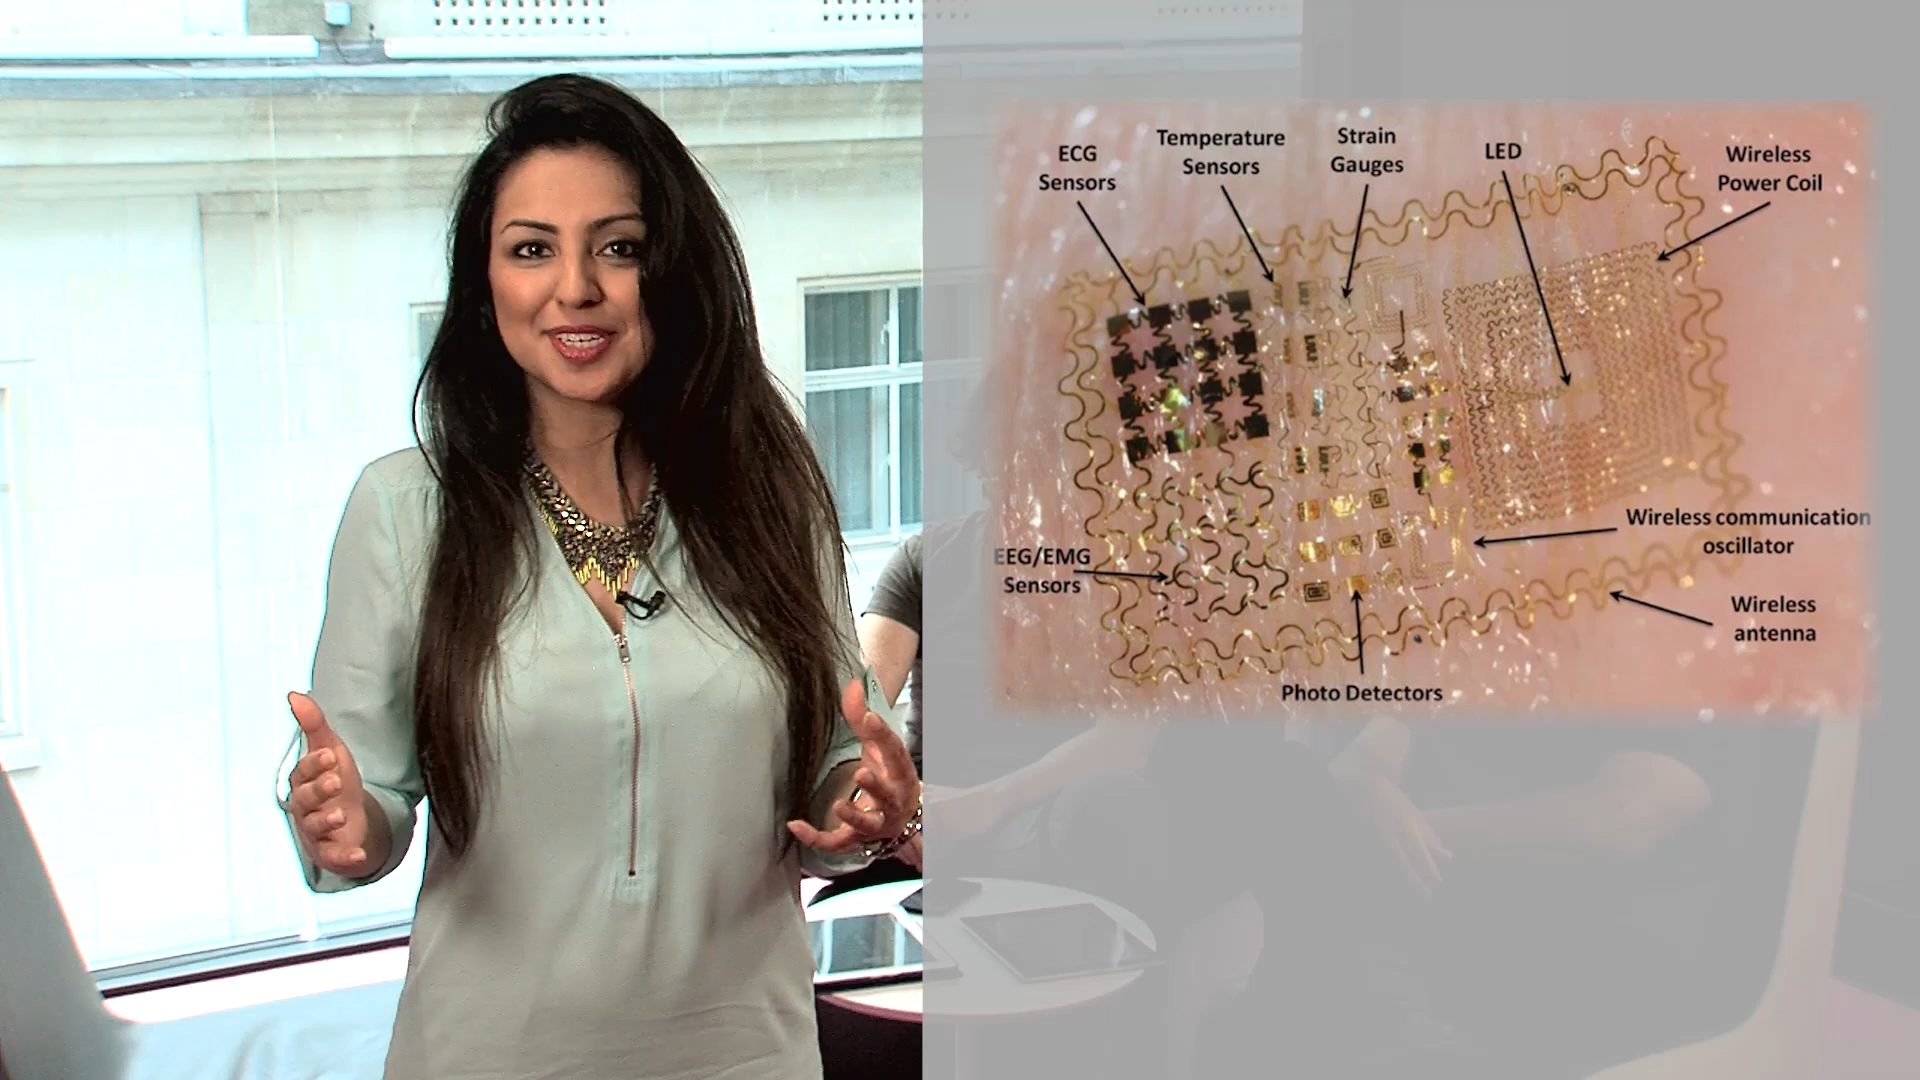 ECG
Sensors
Temperature
Sensors
Strain
Gauges
LED
Wireless
Power Coil
EEG/EMG
Sensors
Wireless communication
oscillator
Wireless
antenna
Photo Detectors